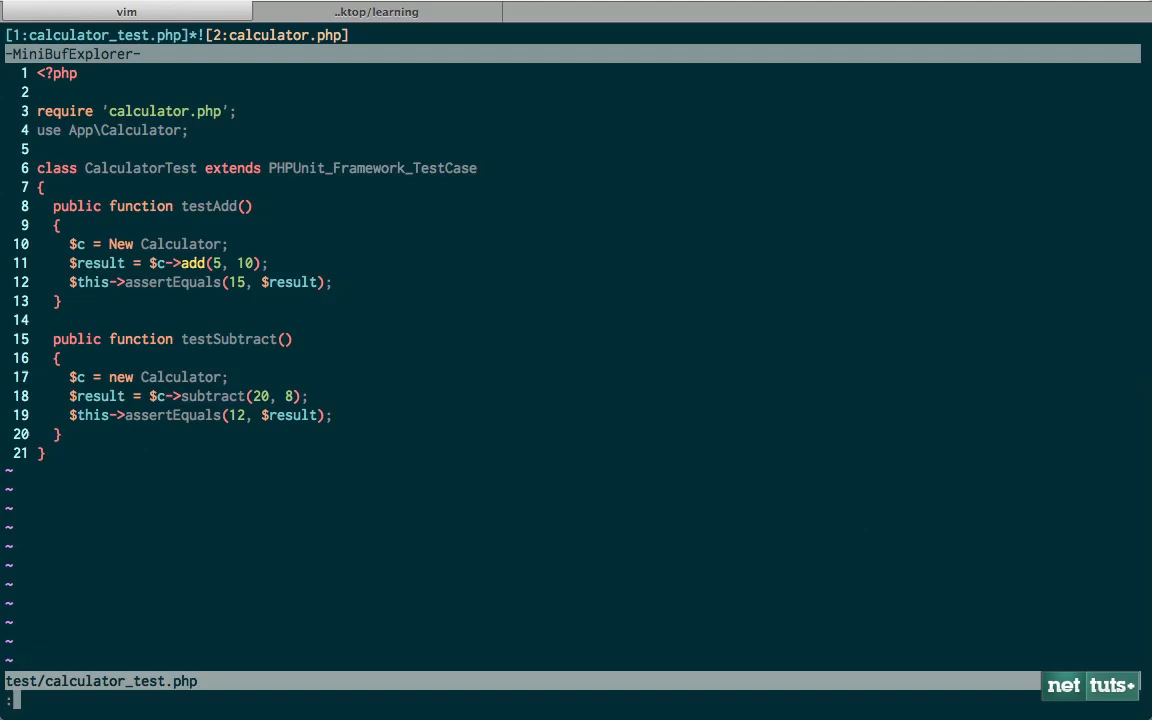 vim ..ktop/learning
[1:calculator_test.php]*![2:calculator.php]
-MiniBufExplorer-
1 <?php
2
3 require 'calculator.php';
4 use App\Calculator;
5
6 class CalculatorTest extends PHPUnit_Framework_TestCase
7 {
8   public function testAdd()
9   {
10     $c = New Calculator;
11     $result = $c->add(5, 10);
12     $this->assertEquals(15, $result);
13   }
14
15   public function testSubtract()
16   {
17     $c = new Calculator;
18     $result = $c->subtract(20, 8);
19     $this->assertEquals(12, $result);
20   }
21 }
~
~
~
~
~
~
~
~
~
~
~
test/calculator_test.php
:
net tuts+